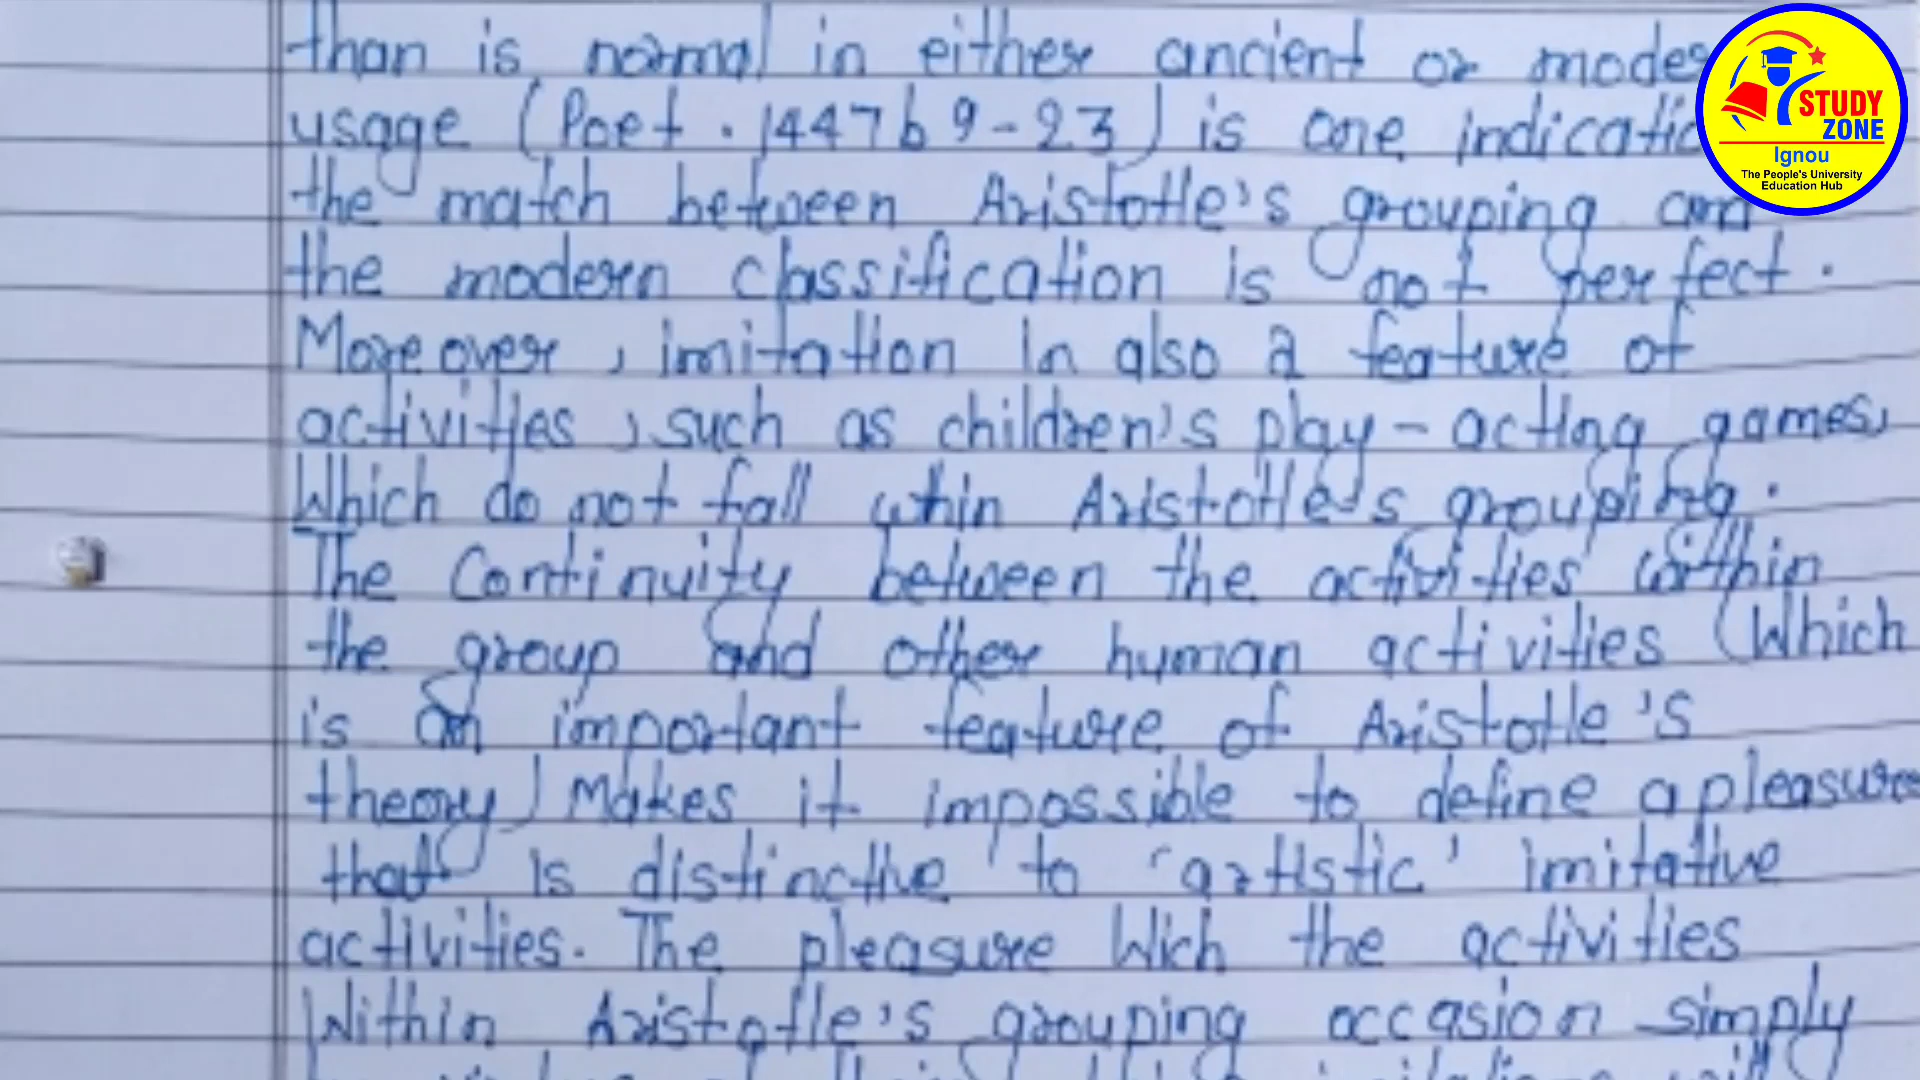 than is normal in either ancient or moder
usage (Poet. 1447b 9-23) is one indicatio
the match between Aristotle's grouping and
the modern classification is not perfect.
Moreover, imitation in also a feature of
activities, such as children's play-acting games,
Which do not fall wthin Aristotle's grouping.
The Continuity between the activities within
the group and other human activities (Which
is an important feature of Aristotle's
theory) Makes it impossible to define a pleasure
that is distinctive to 'artistic' imitative
activities. The pleasure Wich the activities
Within Aristotle's grouping occasion simply
STUDY
ZONE
Ignou
The People's University
Education Hub